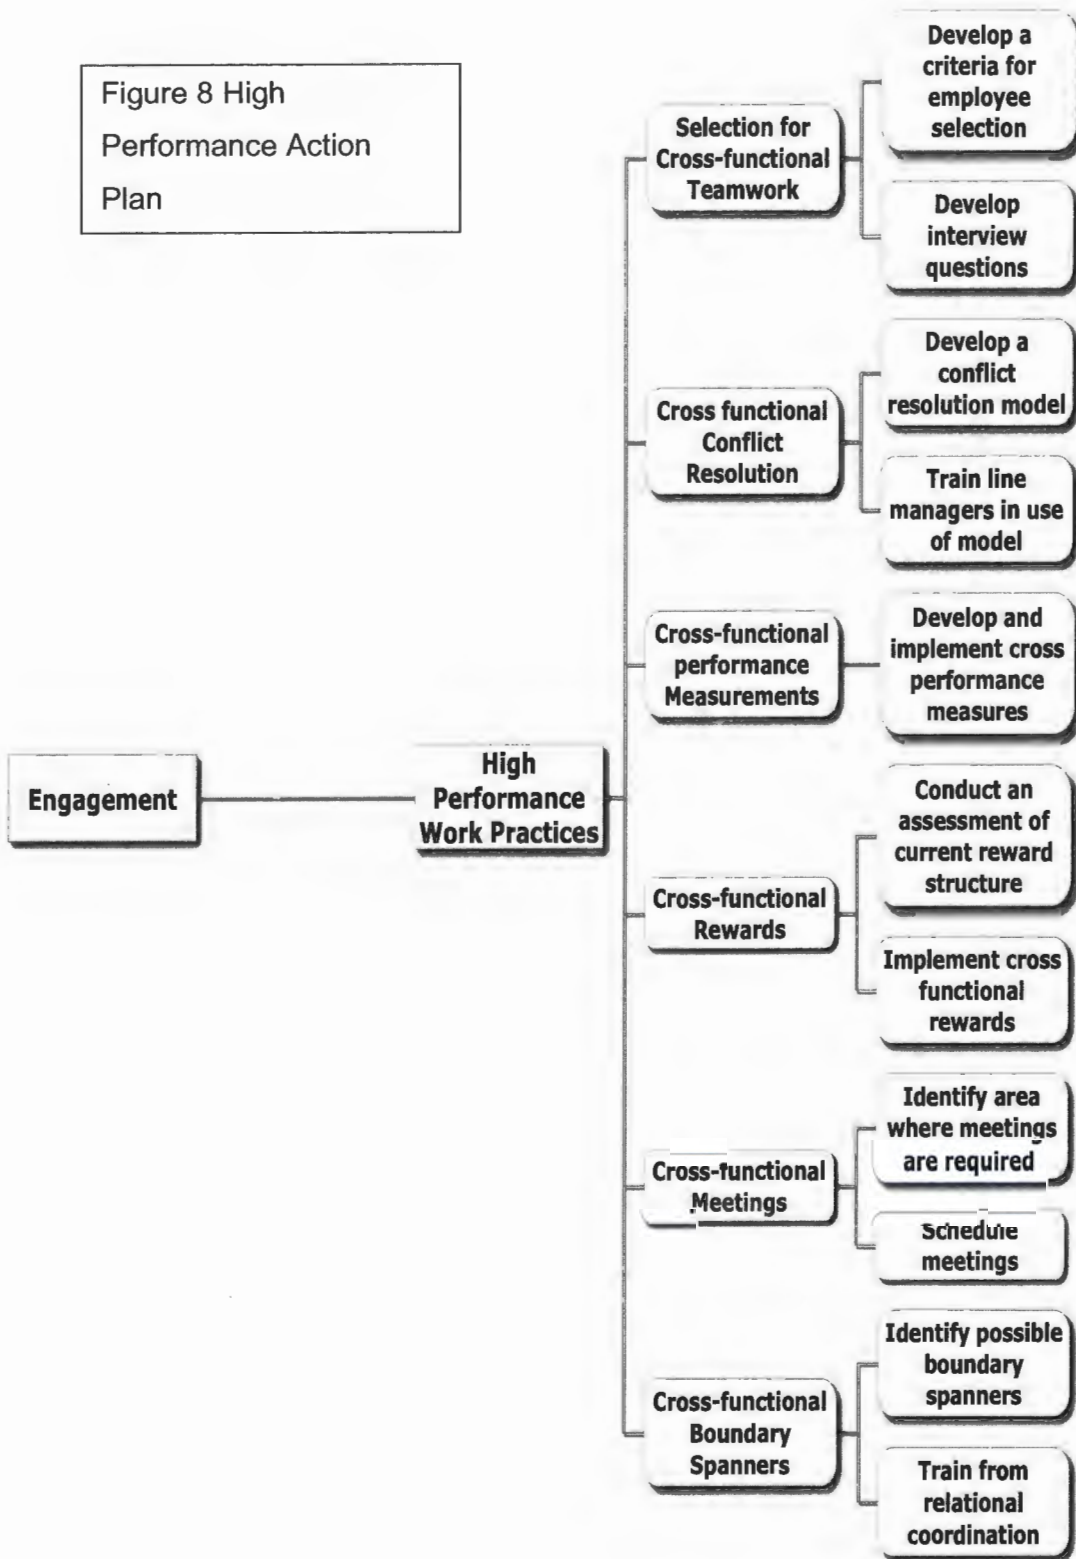 Figure 8 High
Performance Action
Plan
Engagement
High
Performance
Work Practices
Selection for
Cross-functional
Teamwork
Develop a
criteria for
employee
selection
Develop
interview
questions
Cross functional
Conflict
Resolution
Develop a
conflict
resolution model
Train line
managers in use
of model
Cross-functional
performance
Measurements
Develop and
implement cross
performance
measures
Cross-functional
Rewards
Conduct an
assessment of
current reward
structure
Implement cross
functional
rewards
Cross-functional
Meetings
Identify area
where meetings
are required
Schedule
meetings
Cross-functional
Boundary
Spanners
Identify possible
boundary
spanners
Train from
relational
coordination